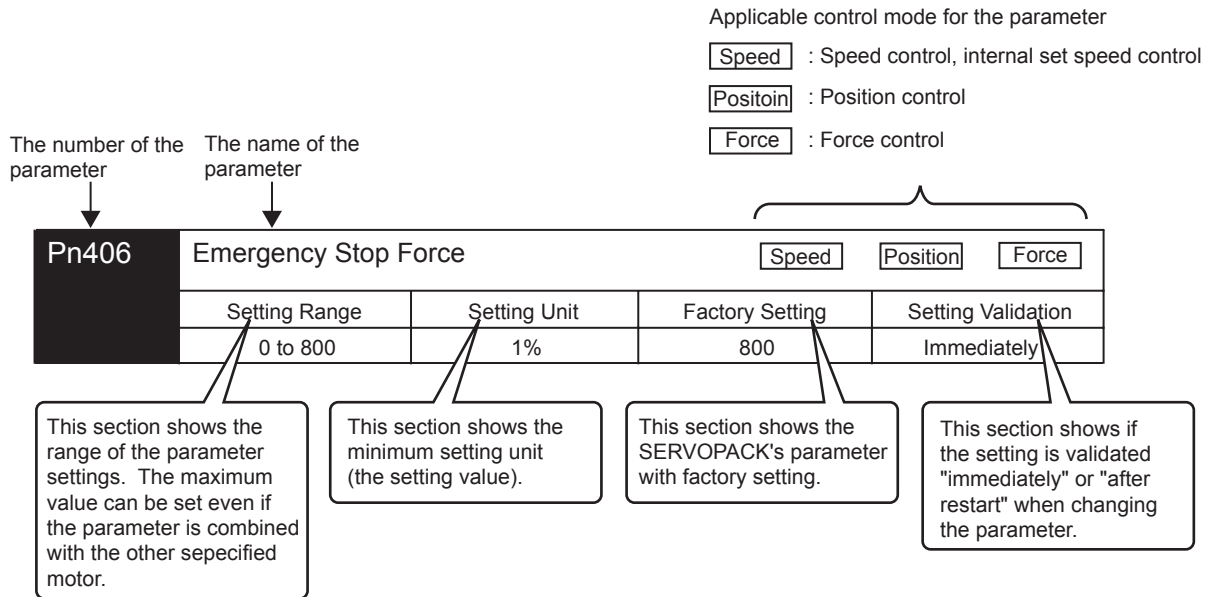 Applicable control mode for the parameter
Speed : Speed control, internal set speed control
Positoin : Position control
Force : Force control
The number of the
parameter
The name of the
parameter
Pn406 Emergency Stop Force Speed Position Force
Setting Range Setting Unit Factory Setting Setting Validation
0 to 800 1% 800 Immediately
This section shows the
range of the parameter
settings. The maximum
value can be set even if
the parameter is combined
with the other sepecified
motor.
This section shows the
minimum setting unit
(the setting value).
This section shows the
SERVOPACK's parameter
with factory setting.
This section shows if
the setting is validated
"immediately" or "after
restart" when changing
the parameter.